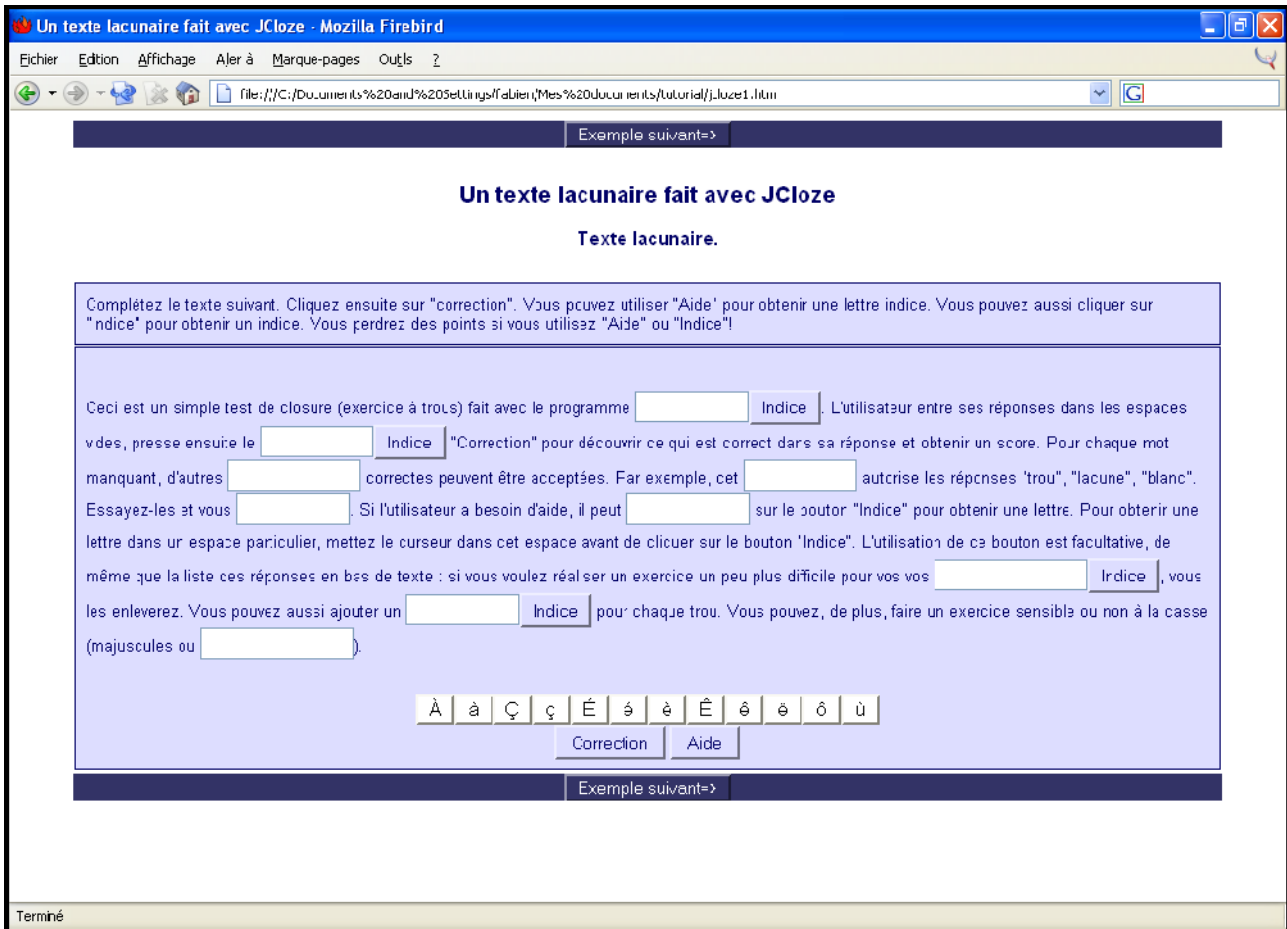 Un texte lacunaire fait avec JCloze - Mozilla Firebird
Fichier Edition Affichage Aller à Marque-pages Outils ?
file:///C:/Documents%20and%20Settings/fabien/Mes%20documents/tutorial/jcloze1.htm G
Exemple suivant=>
Un texte lacunaire fait avec JCloze
Texte lacunaire.
Complétez le texte suivant. Cliquez ensuite sur "correction". Vous pouvez utiliser "Aide" pour obtenir une lettre indice. Vous pouvez aussi cliquer sur
"Indice" pour obtenir un indice. Vous perdrez des points si vous utilisez "Aide" ou "Indice"!
Ceci est un simple test de closure (exercice à trous) fait avec le programme Indice . L'utilisateur entre ses réponses dans les espaces
vides, presse ensuite le Indice "Correction" pour découvrir ce qui est correct dans sa réponse et obtenir un score. Pour chaque mot
manquant, d'autres correctes peuvent être acceptées. Par exemple, cet autorise les réponses "trou", "lacune", "blanc".
Essayez-les et vous . Si l'utilisateur a besoin d'aide, il peut sur le bouton "Indice" pour obtenir une lettre. Pour obtenir une
lettre dans un espace particulier, mettez le curseur dans cet espace avant de cliquer sur le bouton "Indice". L'utilisation de ce bouton est facultative, de
même que la liste des réponses en bas de texte : si vous voulez réaliser un exercice un peu plus difficile pour vos vos Indice , vous
les enleverez. Vous pouvez aussi ajouter un Indice pour chaque trou. Vous pouvez, de plus, faire un exercice sensible ou non à la casse
(majuscules ou ).
À à Ç ç É é è Ê ê ë ô ù
Correction Aide
Exemple suivant=>
Terminé